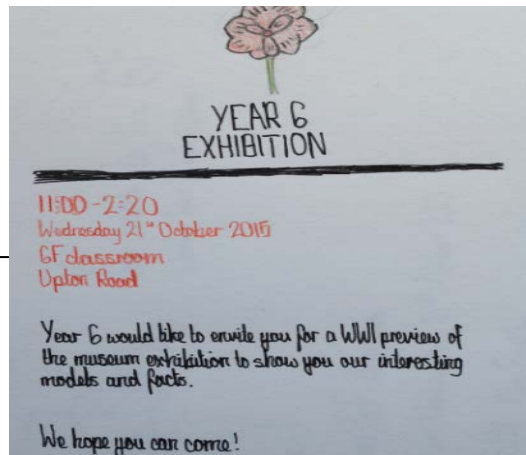 YEAR 6
EXHIBITION
11:00-2:20
Wednesday 21st October 2015
6F classroom
Upton Road
Year 6 would like to envite you for a WWI preview of
the museum exhibition to show you our interesting
models and facts.
We hope you can come!